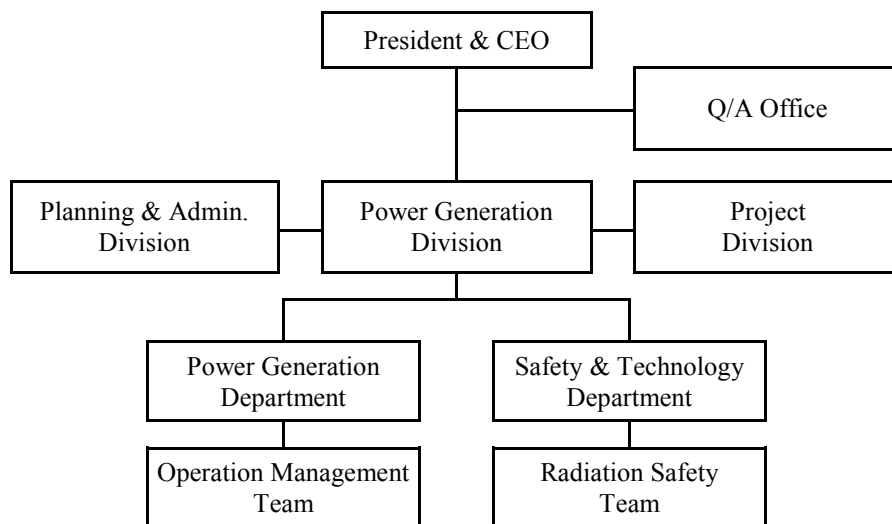 President & CEO
Q/A Office
Planning & Admin.
Division
Power Generation
Division
Project
Division
Power Generation
Department
Safety & Technology
Department
Operation Management
Team
Radiation Safety
Team